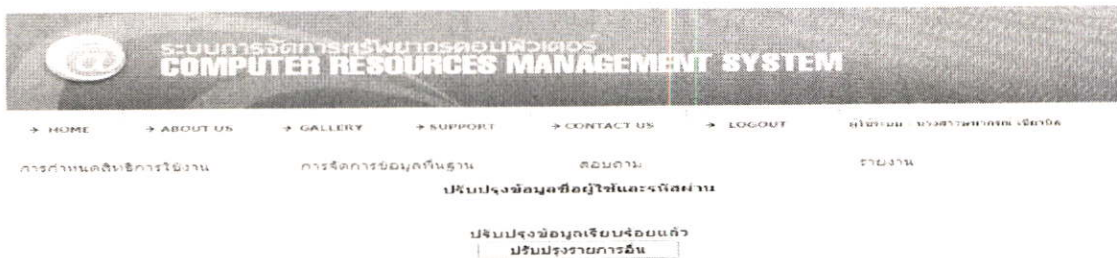 ระบบการจัดการทรัพยากรคอมพิวเตอร์
COMPUTER RESOURCES MANAGEMENT SYSTEM
→ HOME → ABOUT US → GALLERY → SUPPORT → CONTACT US → LOGOUT ผู้ใช้ระบบ
การกำหนดสิทธิการใช้งาน การจัดการข้อมูลพื้นฐาน สอบถาม รายงาน
ปรับปรุงข้อมูลชื่อผู้ใช้และรหัสผ่าน
ปรับปรุงข้อมูลเรียบร้อยแล้ว
ปรับปรุงรายการอื่น